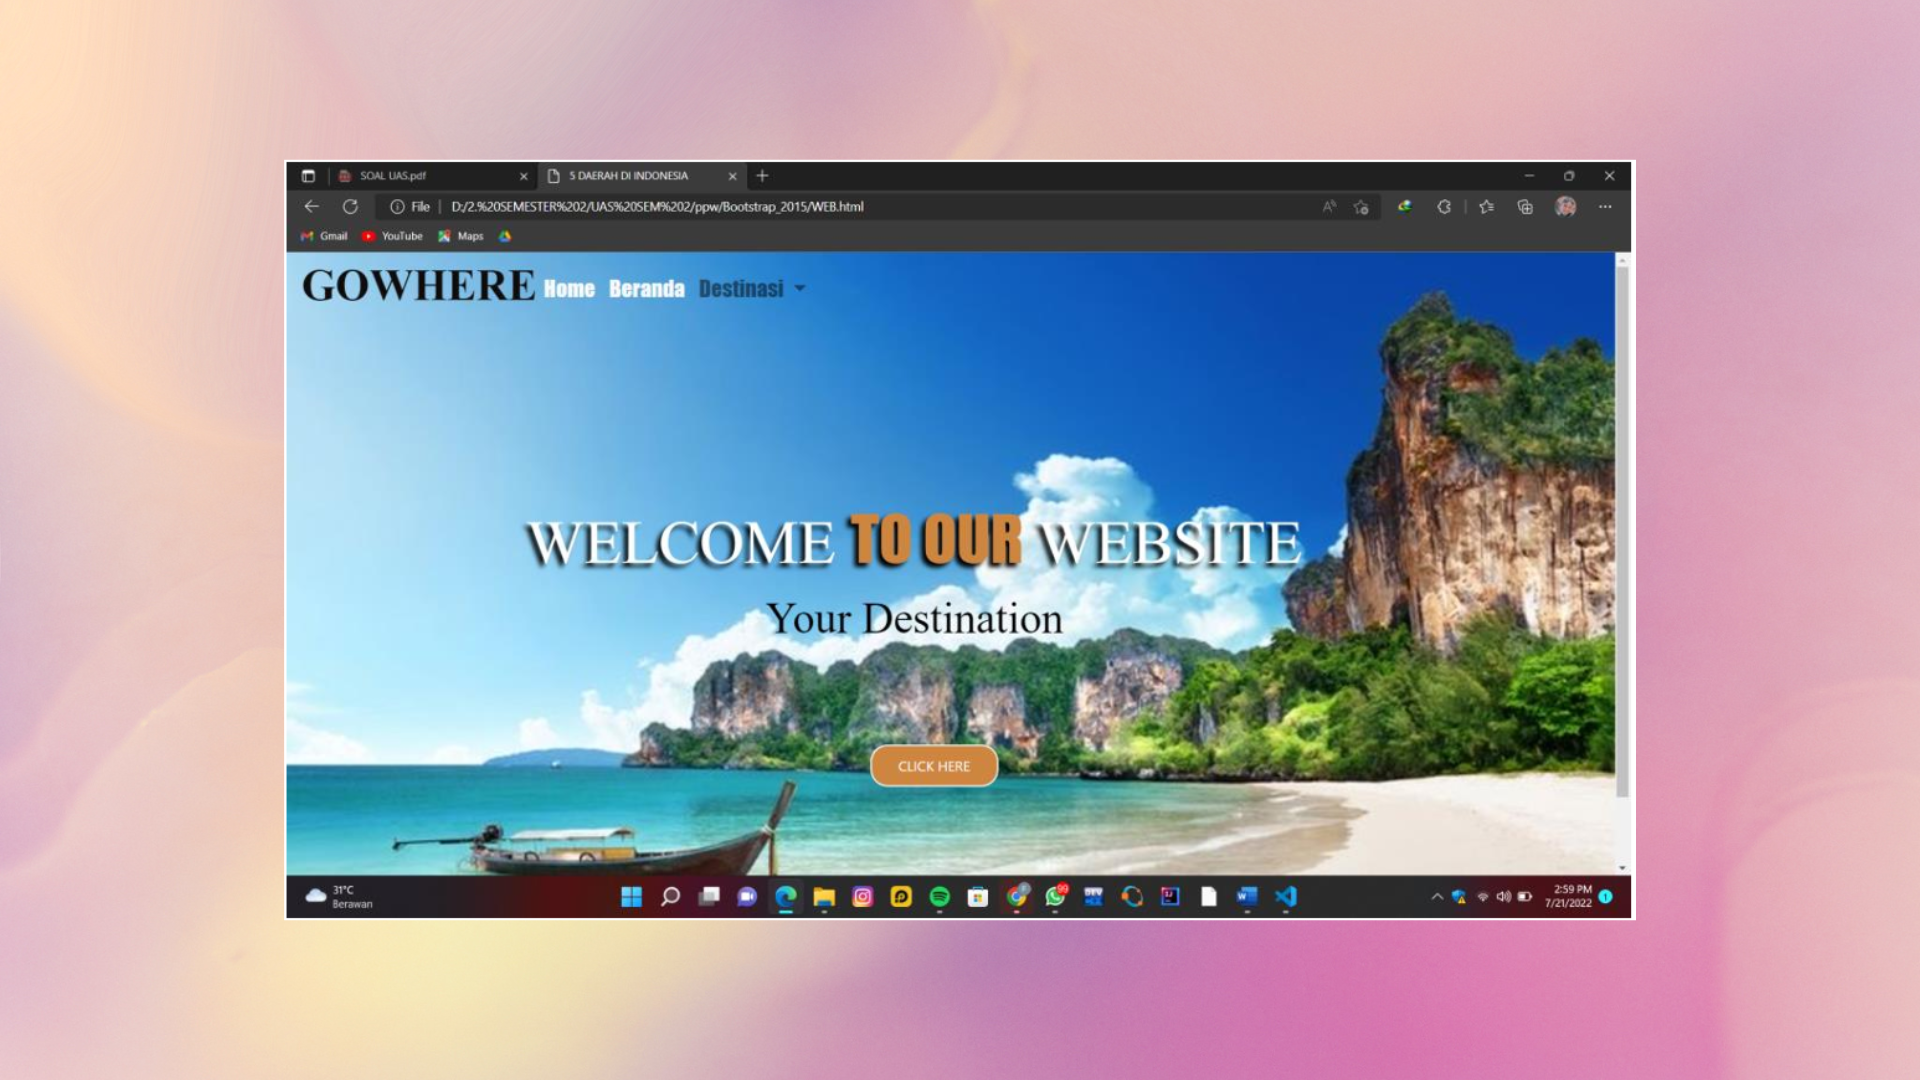 SOAL UAS.pdf
5 DAERAH DI INDONESIA
File
D:/2.%20SEMESTER%202/UAS%20SEM%202/ppw/Bootstrap_2015/WEB.html
Gmail YouTube Maps
GOWHERE Home Beranda Destinasi
WELCOME TO OUR WEBSITE
Your Destination
CLICK HERE
31°C
Berawan
99
2:59 PM
7/21/2022
1